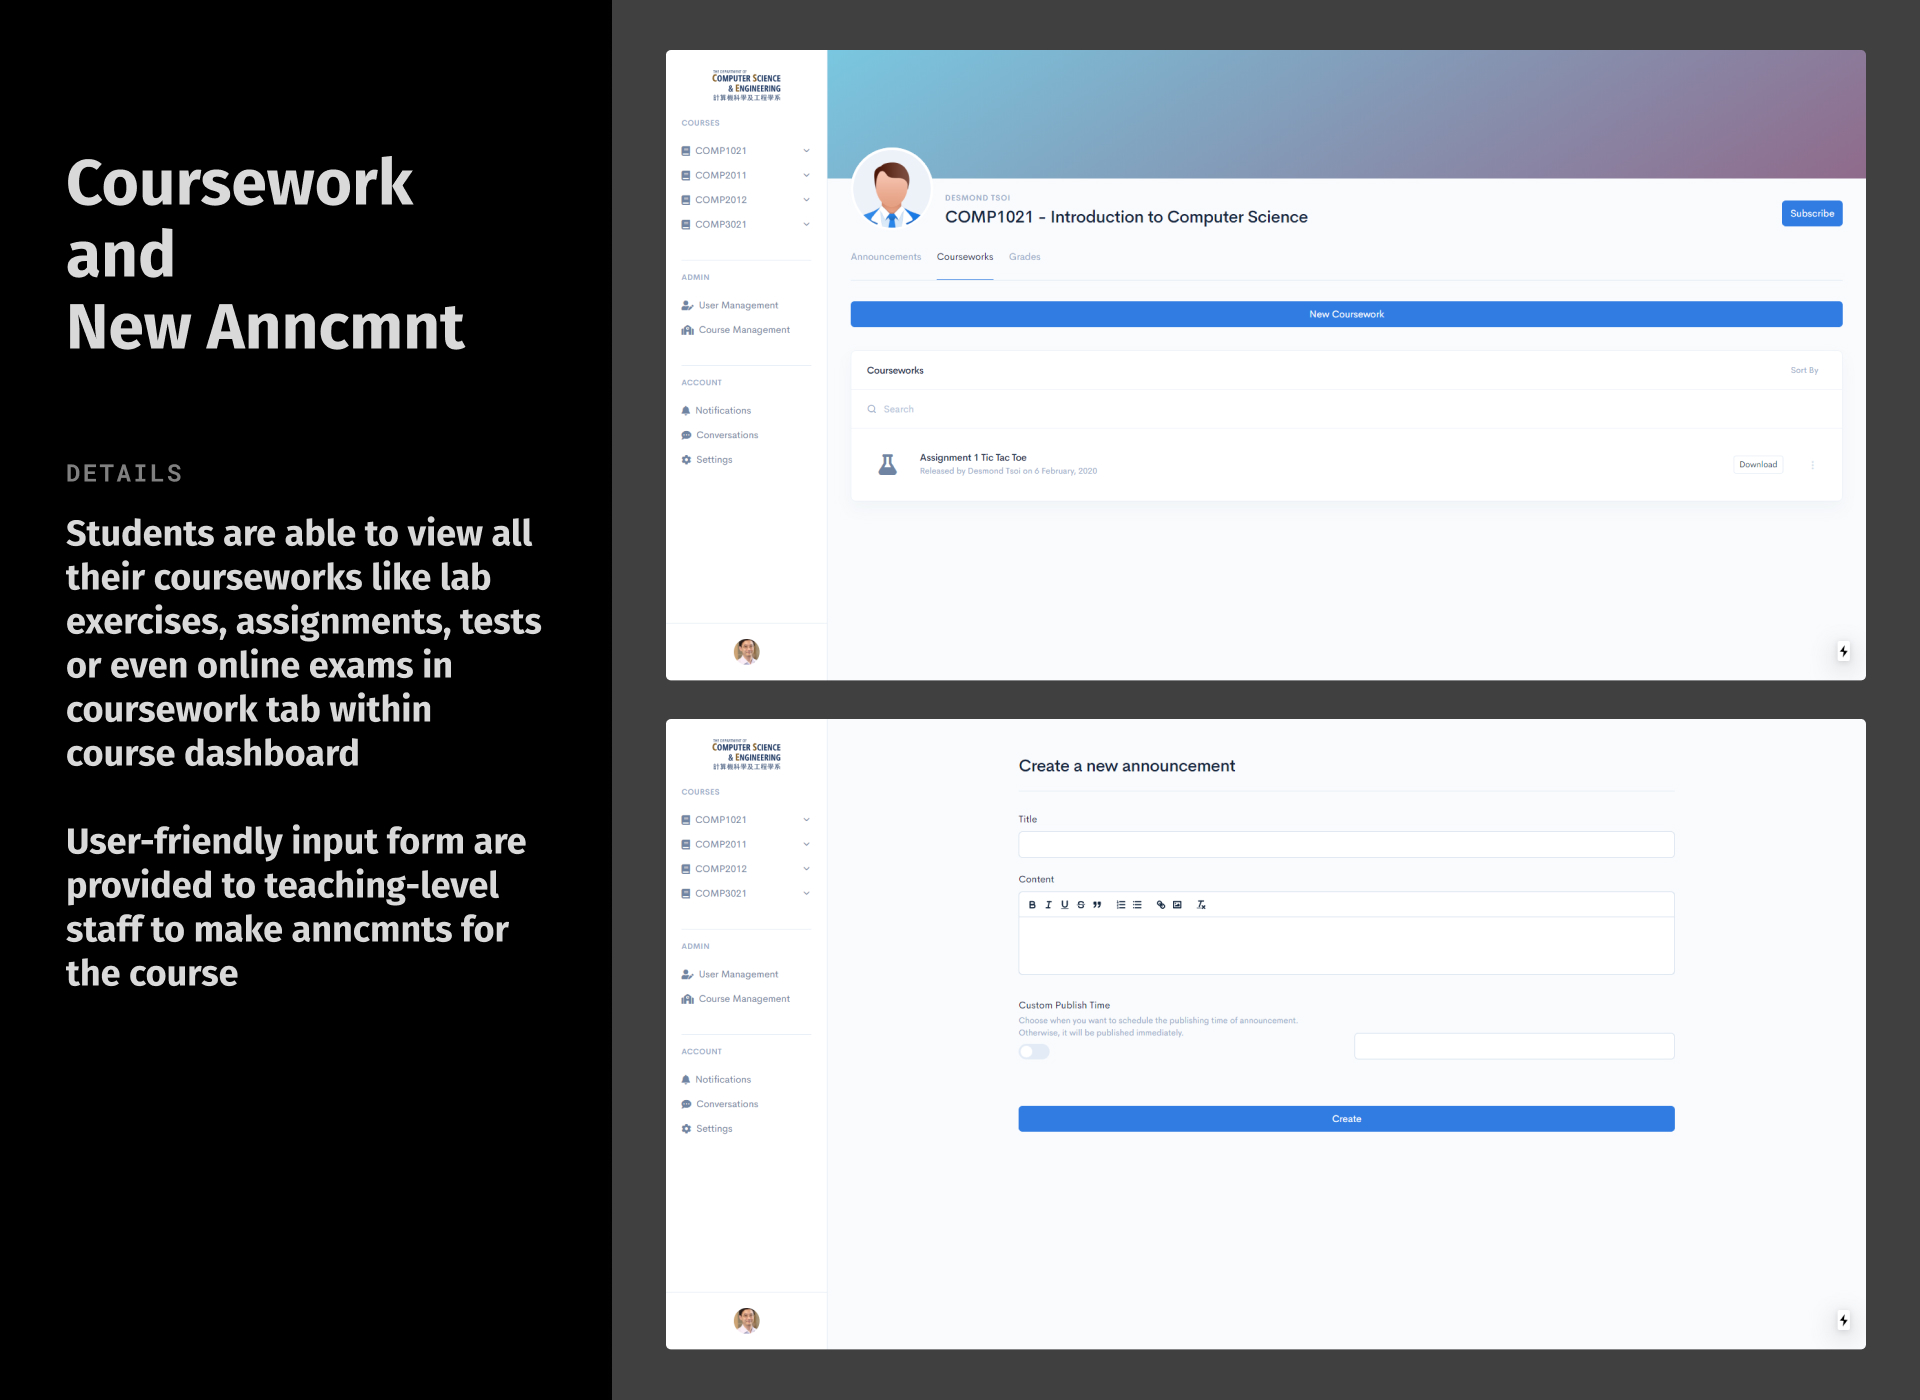 Coursework
and
New Anncmnt
DETAILS
Students are able to view all
their courseworks like lab
exercises, assignments, tests
or even online exams in
coursework tab within
course dashboard
User-friendly input form are
provided to teaching-level
staff to make anncmnts for
the course
THE DEPARTMENT OF
COMPUTER SCIENCE
& ENGINEERING
計算機科學及工程學系
COURSES
COMP1021
COMP2011
COMP2012
COMP3021
ADMIN
User Management
Course Management
ACCOUNT
Notifications
Conversations
Settings
DESMOND TSOI
COMP1021 - Introduction to Computer Science
Subscribe
Announcements Courseworks Grades
New Coursework
Courseworks Sort By
Search
Assignment 1 Tic Tac Toe
Released by Desmond Tsoi on 6 February, 2020
Download
THE DEPARTMENT OF
COMPUTER SCIENCE
& ENGINEERING
計算機科學及工程學系
COURSES
COMP1021
COMP2011
COMP2012
COMP3021
ADMIN
User Management
Course Management
ACCOUNT
Notifications
Conversations
Settings
Create a new announcement
Title
Content
Custom Publish Time
Choose when you want to schedule the publishing time of announcement.
Otherwise, it will be published immediately.
Create